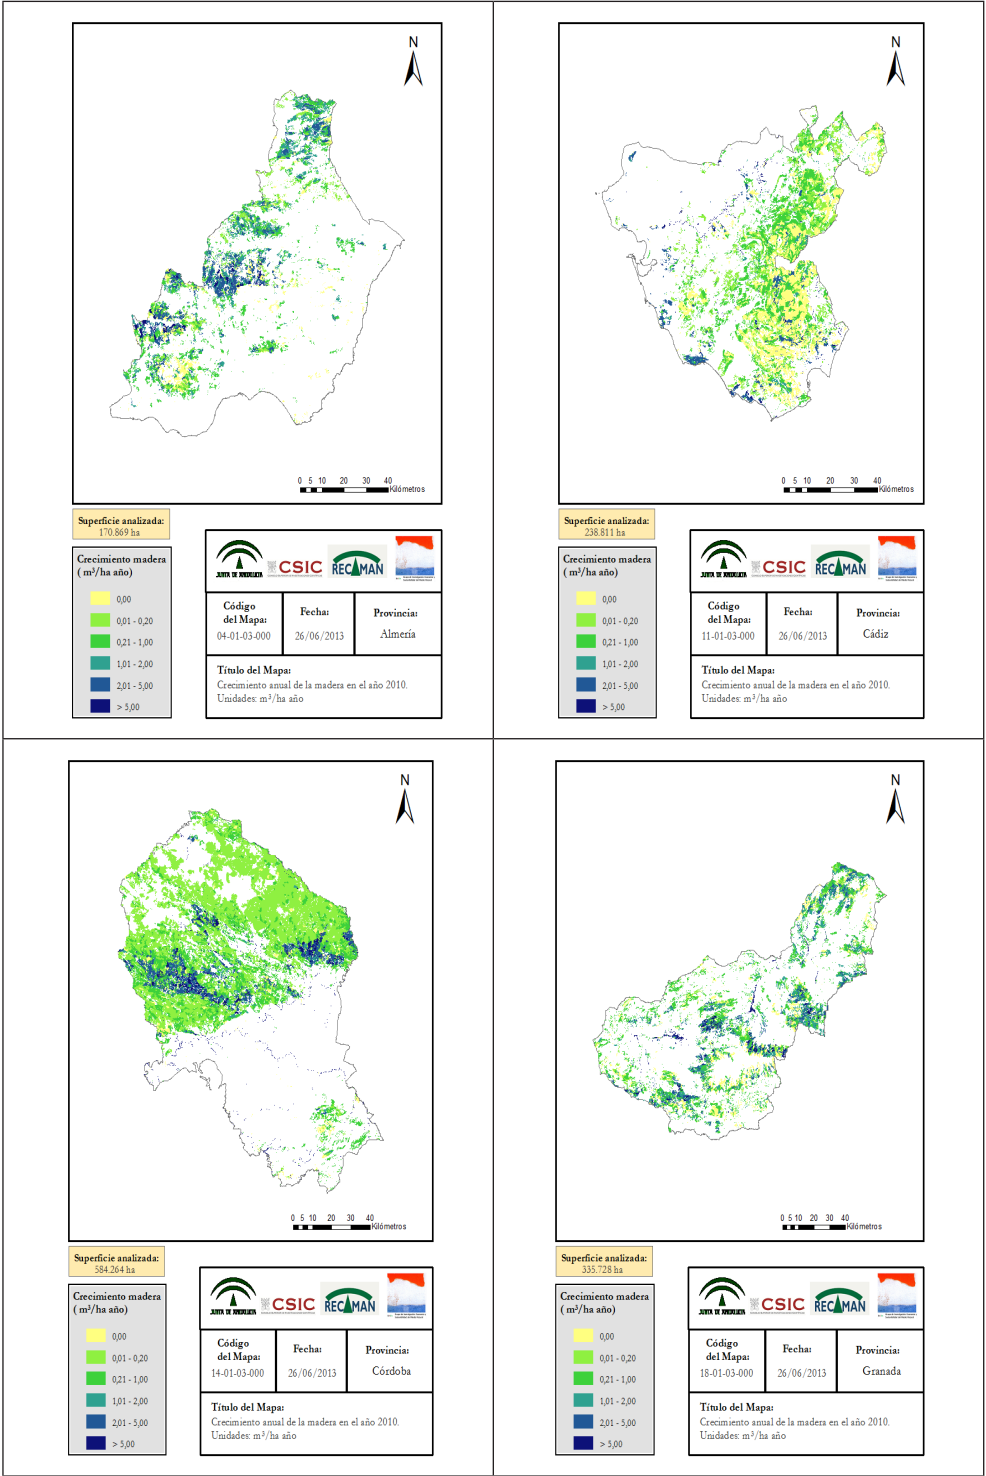 N
0 5 10 20 30 40
Kilómetros
Superficie analizada:
170.869 ha
Crecimiento madera
( m³/ha año)
0,00
0,01 - 0,20
0,21 - 1,00
1,01 - 2,00
2,01 - 5,00
> 5,00
JUNTA DE ANDALUCIA
CSIC
RECAMAN
Código
del Mapa:
04-01-03-000
Fecha:
26/06/2013
Provincia:
Almería
Título del Mapa:
Crecimiento anual de la madera en el año 2010.
Unidades: m³/ha año
N
0 5 10 20 30 40
Kilómetros
Superficie analizada:
238.811 ha
Crecimiento madera
( m³/ha año)
0,00
0,01 - 0,20
0,21 - 1,00
1,01 - 2,00
2,01 - 5,00
> 5,00
JUNTA DE ANDALUCIA
CSIC
RECAMAN
Código
del Mapa:
11-01-03-000
Fecha:
26/06/2013
Provincia:
Cádiz
Título del Mapa:
Crecimiento anual de la madera en el año 2010.
Unidades: m³/ha año
N
0 5 10 20 30 40
Kilómetros
Superficie analizada:
584.264 ha
Crecimiento madera
( m³/ha año)
0,00
0,01 - 0,20
0,21 - 1,00
1,01 - 2,00
2,01 - 5,00
> 5,00
JUNTA DE ANDALUCIA
CSIC
RECAMAN
Código
del Mapa:
14-01-03-000
Fecha:
26/06/2013
Provincia:
Córdoba
Título del Mapa:
Crecimiento anual de la madera en el año 2010.
Unidades: m³/ha año
N
0 5 10 20 30 40
Kilómetros
Superficie analizada:
335.728 ha
Crecimiento madera
( m³/ha año)
0,00
0,01 - 0,20
0,21 - 1,00
1,01 - 2,00
2,01 - 5,00
> 5,00
JUNTA DE ANDALUCIA
CSIC
RECAMAN
Código
del Mapa:
18-01-03-000
Fecha:
26/06/2013
Provincia:
Granada
Título del Mapa:
Crecimiento anual de la madera en el año 2010.
Unidades: m³/ha año